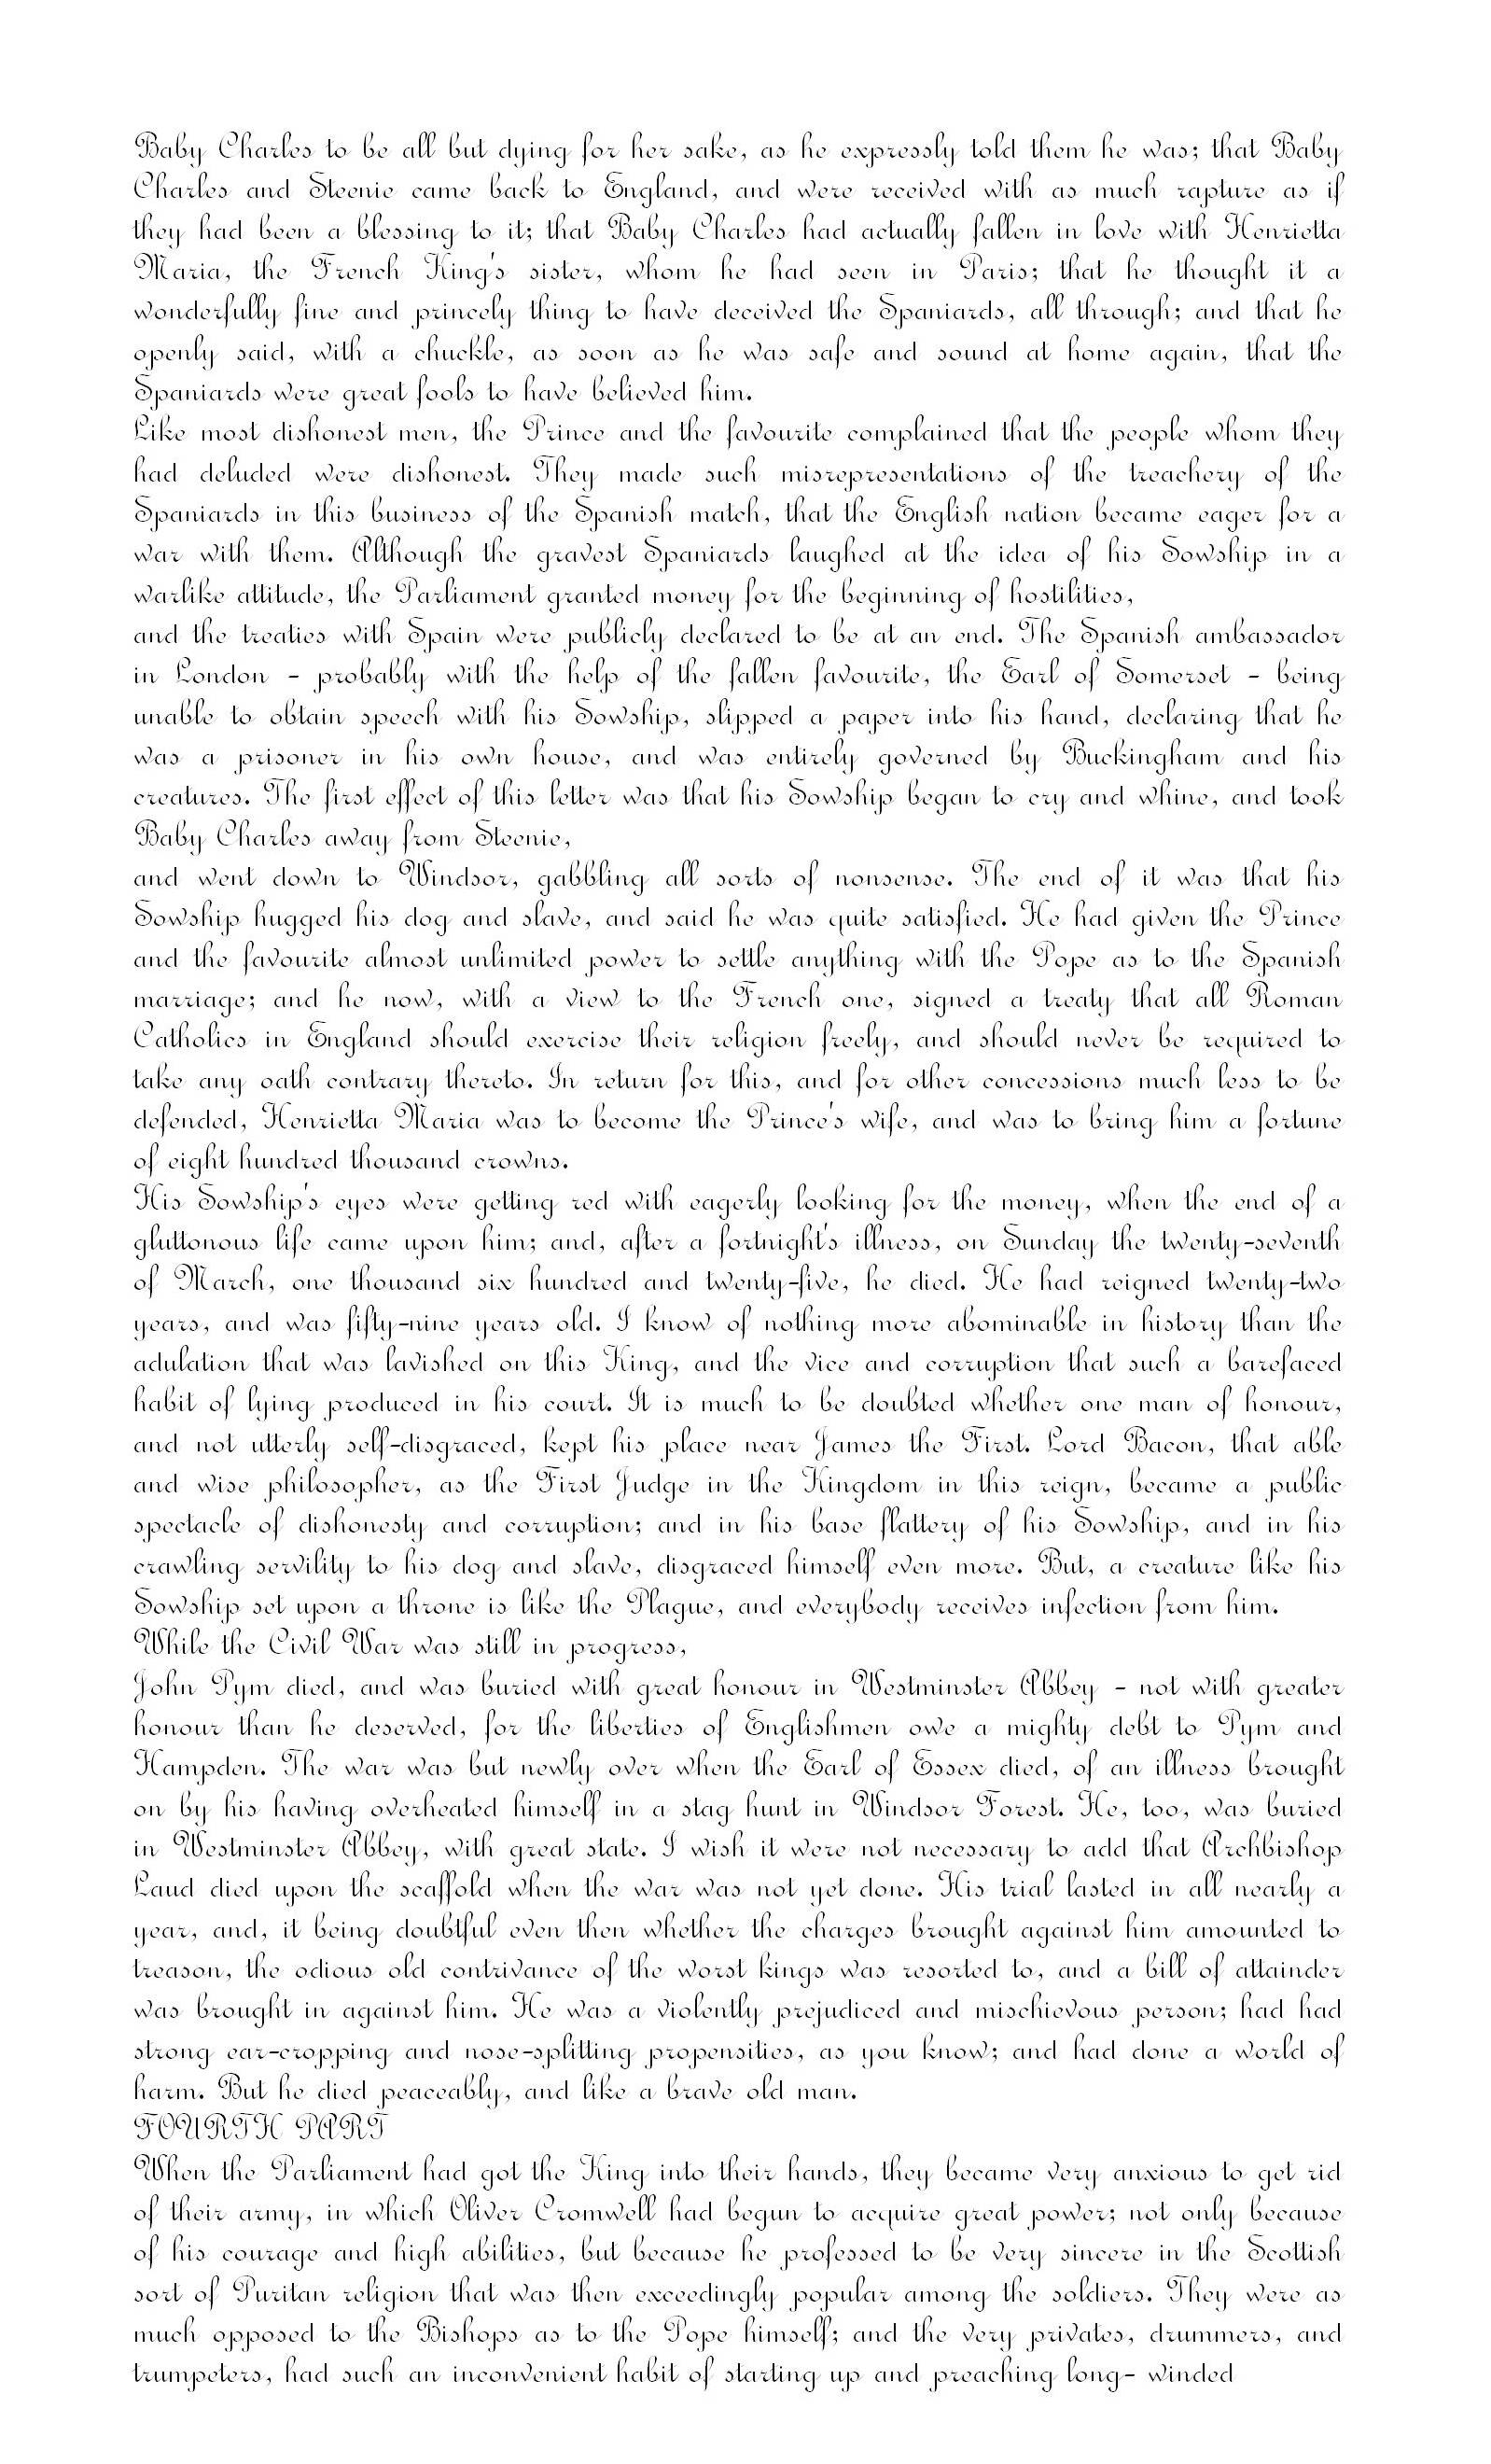 Baby Charles to be all but dying for her sake, as he expressly told them he was; that Baby
Charles and Steenie came back to England, and were received with as much rapture as if
they had been a blessing to it; that Baby Charles had actually fallen in love with Henrietta
Maria, the French King's sister, whom he had seen in Paris; that he thought it a
wonderfully fine and princely thing to have deceived the Spaniards, all through; and that he
openly said, with a chuckle, as soon as he was safe and sound at home again, that the
Spaniards were great fools to have believed him.
Like most dishonest men, the Prince and the favourite complained that the people whom they
had deluded were dishonest. They made such misrepresentations of the treachery of the
Spaniards in this business of the Spanish match, that the English nation became eager for a
war with them. Although the gravest Spaniards laughed at the idea of his Sowship in a
warlike attitude, the Parliament granted money for the beginning of hostilities,
and the treaties with Spain were publicly declared to be at an end. The Spanish ambassador
in London - probably with the help of the fallen favourite, the Earl of Somerset - being
unable to obtain speech with his Sowship, slipped a paper into his hand, declaring that he
was a prisoner in his own house, and was entirely governed by Buckingham and his
creatures. The first effect of this letter was that his Sowship began to cry and whine, and took
Baby Charles away from Steenie,
and went down to Windsor, gabbling all sorts of nonsense. The end of it was that his
Sowship hugged his dog and slave, and said he was quite satisfied. He had given the Prince
and the favourite almost unlimited power to settle anything with the Pope as to the Spanish
marriage; and he now, with a view to the French one, signed a treaty that all Roman
Catholics in England should exercise their religion freely, and should never be required to
take any oath contrary thereto. In return for this, and for other concessions much less to be
defended, Henrietta Maria was to become the Prince's wife, and was to bring him a fortune
of eight hundred thousand crowns.
His Sowship's eyes were getting red with eagerly looking for the money, when the end of a
gluttonous life came upon him; and, after a fortnight's illness, on Sunday the twenty-seventh
of March, one thousand six hundred and twenty-five, he died. He had reigned twenty-two
years, and was fifty-nine years old. I know of nothing more abominable in history than the
adulation that was lavished on this King, and the vice and corruption that such a barefaced
habit of lying produced in his court. It is much to be doubted whether one man of honour,
and not utterly self-disgraced, kept his place near James the First. Lord Bacon, that able
and wise philosopher, as the First Judge in the Kingdom in this reign, became a public
spectacle of dishonesty and corruption; and in his base flattery of his Sowship, and in his
crawling servility to his dog and slave, disgraced himself even more. But, a creature like his
Sowship set upon a throne is like the Plague, and everybody receives infection from him.
While the Civil War was still in progress,
John Pym died, and was buried with great honour in Westminster Abbey - not with greater
honour than he deserved, for the liberties of Englishmen owe a mighty debt to Pym and
Hampden. The war was but newly over when the Earl of Essex died, of an illness brought
on by his having overheated himself in a stag hunt in Windsor Forest. He, too, was buried
in Westminster Abbey, with great state. I wish it were not necessary to add that Archbishop
Laud died upon the scaffold when the war was not yet done. His trial lasted in all nearly a
year, and, it being doubtful even then whether the charges brought against him amounted to
treason, the odious old contrivance of the worst kings was resorted to, and a bill of attainder
was brought in against him. He was a violently prejudiced and mischievous person; had had
strong ear-cropping and nose-splitting propensities, as you know; and had done a world of
harm. But he died peaceably, and like a brave old man.
FOURTH PART
When the Parliament had got the King into their hands, they became very anxious to get rid
of their army, in which Oliver Cromwell had begun to acquire great power; not only because
of his courage and high abilities, but because he professed to be very sincere in the Scottish
sort of Puritan religion that was then exceedingly popular among the soldiers. They were as
much opposed to the Bishops as to the Pope himself; and the very privates, drummers, and
trumpeters, had such an inconvenient habit of starting up and preaching long- winded